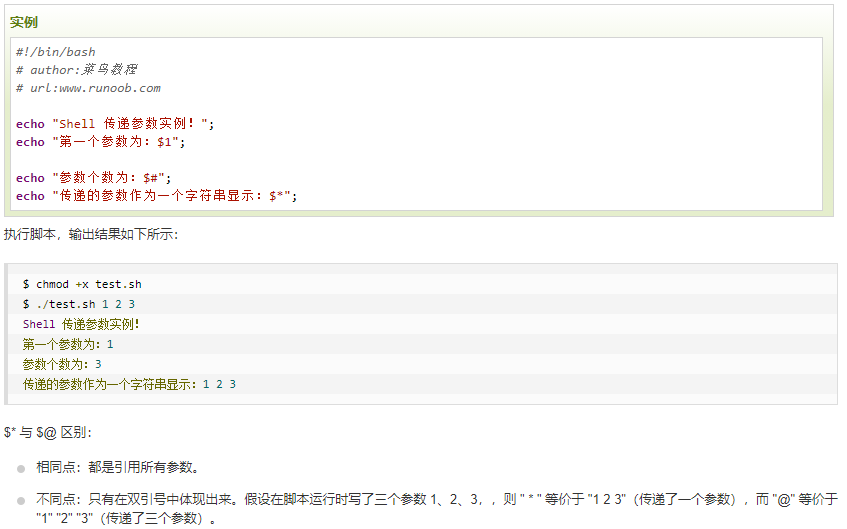 实例
#!/bin/bash
# author:菜鸟教程
# url:www.runoob.com
echo "Shell 传递参数实例！";
echo "第一个参数为：$1";
echo "参数个数为：$#";
echo "传递的参数作为一个字符串显示：$*";
执行脚本，输出结果如下所示：
$ chmod +x test.sh
$ ./test.sh 1 2 3
Shell 传递参数实例！
第一个参数为：1
参数个数为：3
传递的参数作为一个字符串显示：1 2 3
$* 与 $@ 区别：
相同点：都是引用所有参数。
不同点：只有在双引号中体现出来。假设在脚本运行时写了三个参数 1、2、3，，则 " * " 等价于 "1 2 3"（传递了一个参数），而 "@" 等价于
"1" "2" "3"（传递了三个参数）。